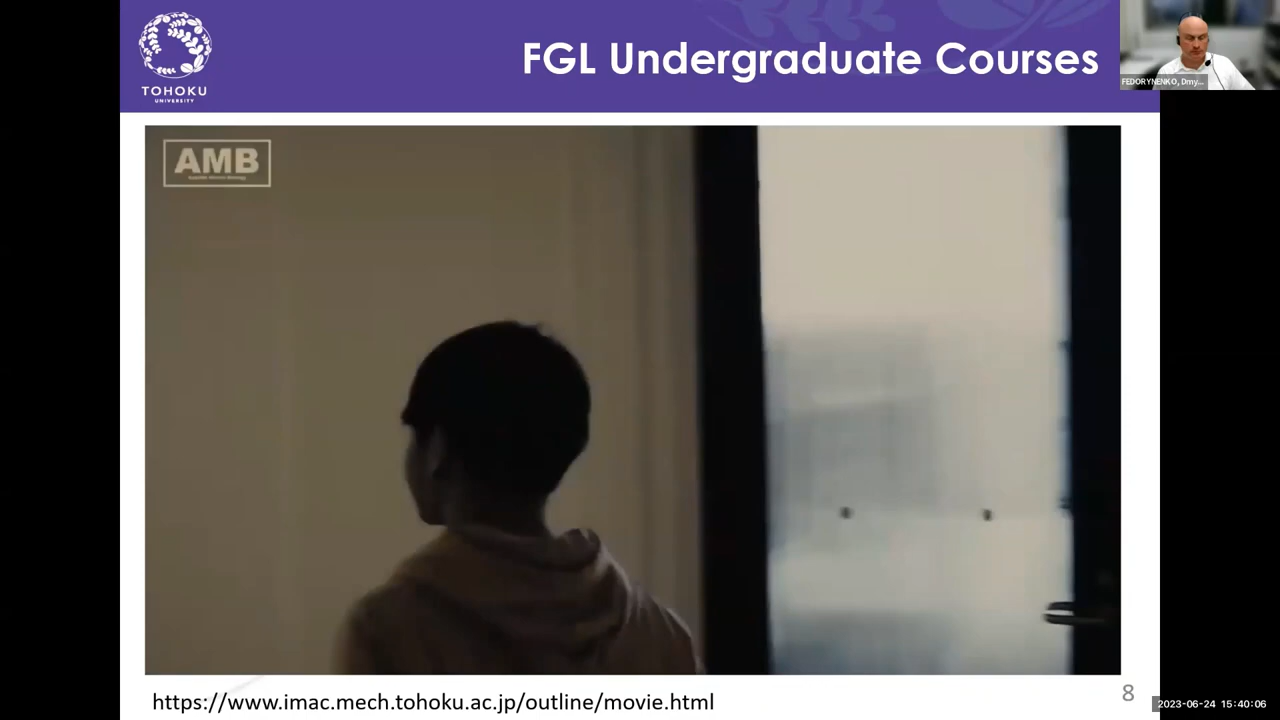 TOHOKU
UNIVERSITY
FGL Undergraduate Courses
FEDORYNENKO, Dmy...
AMB
https://www.imac.mech.tohoku.ac.jp/outline/movie.html
8
2023-06-24 15:40:06